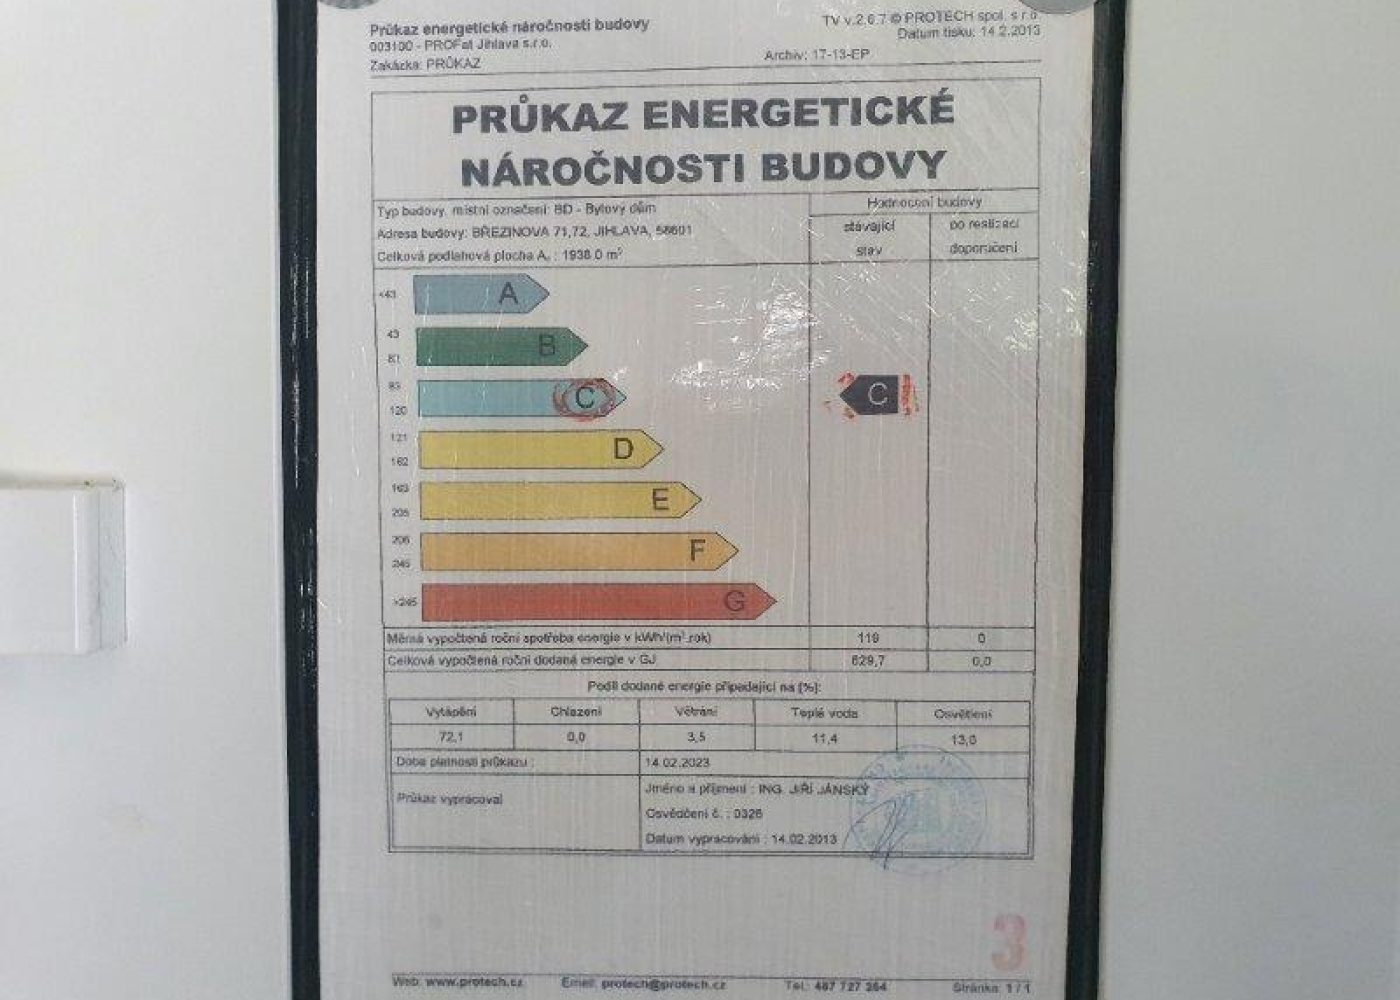 Průkaz energetické náročnosti budovy
TV v.2.6.7 © PROTECH spol. s r.o.
003100 - PROFat Jihlava s.r.o.
Datum tisku: 14.2.2013
Zakázka: PRŮKAZ
Archiv: 17-13-EP
PRŮKAZ ENERGETICKÉ
NÁROČNOSTI BUDOVY
Typ budovy, místní označení: BD - Bytový dům
Hodnocení budovy
Adresa budovy: BŘEZINOVA 71,72, JIHLAVA, 58601
stávající
stav
po realizaci
doporučení
Celková podlahová plocha A. : 1938.0 m²
<43 A
43
B
81
C
120
C
121
D
162
163
E
205
206
F
245
>245 G
Měrná vypočtená roční spotřeba energie v kWh/(m².rok) 119 0
Celková vypočtená roční dodaná energie v GJ 829,7 0,0
Podíl dodané energie připadající na [%]:
Vytápění Chlazení Větrání Teplá voda Osvětlení
72,1 0,0 3,5 11,4 13,0
Doba platnosti průkazu : 14.02.2023
Průkaz vypracoval
Jméno a příjmení : ING. JIŘÍ JÁNSKÝ
Osvědčení č. : 0326
Datum vypracování : 14.02.2013
3
Web: www.protech.cz Email: protech@protech.cz Tel.: 487 727 264 Stránka: 1 / 1